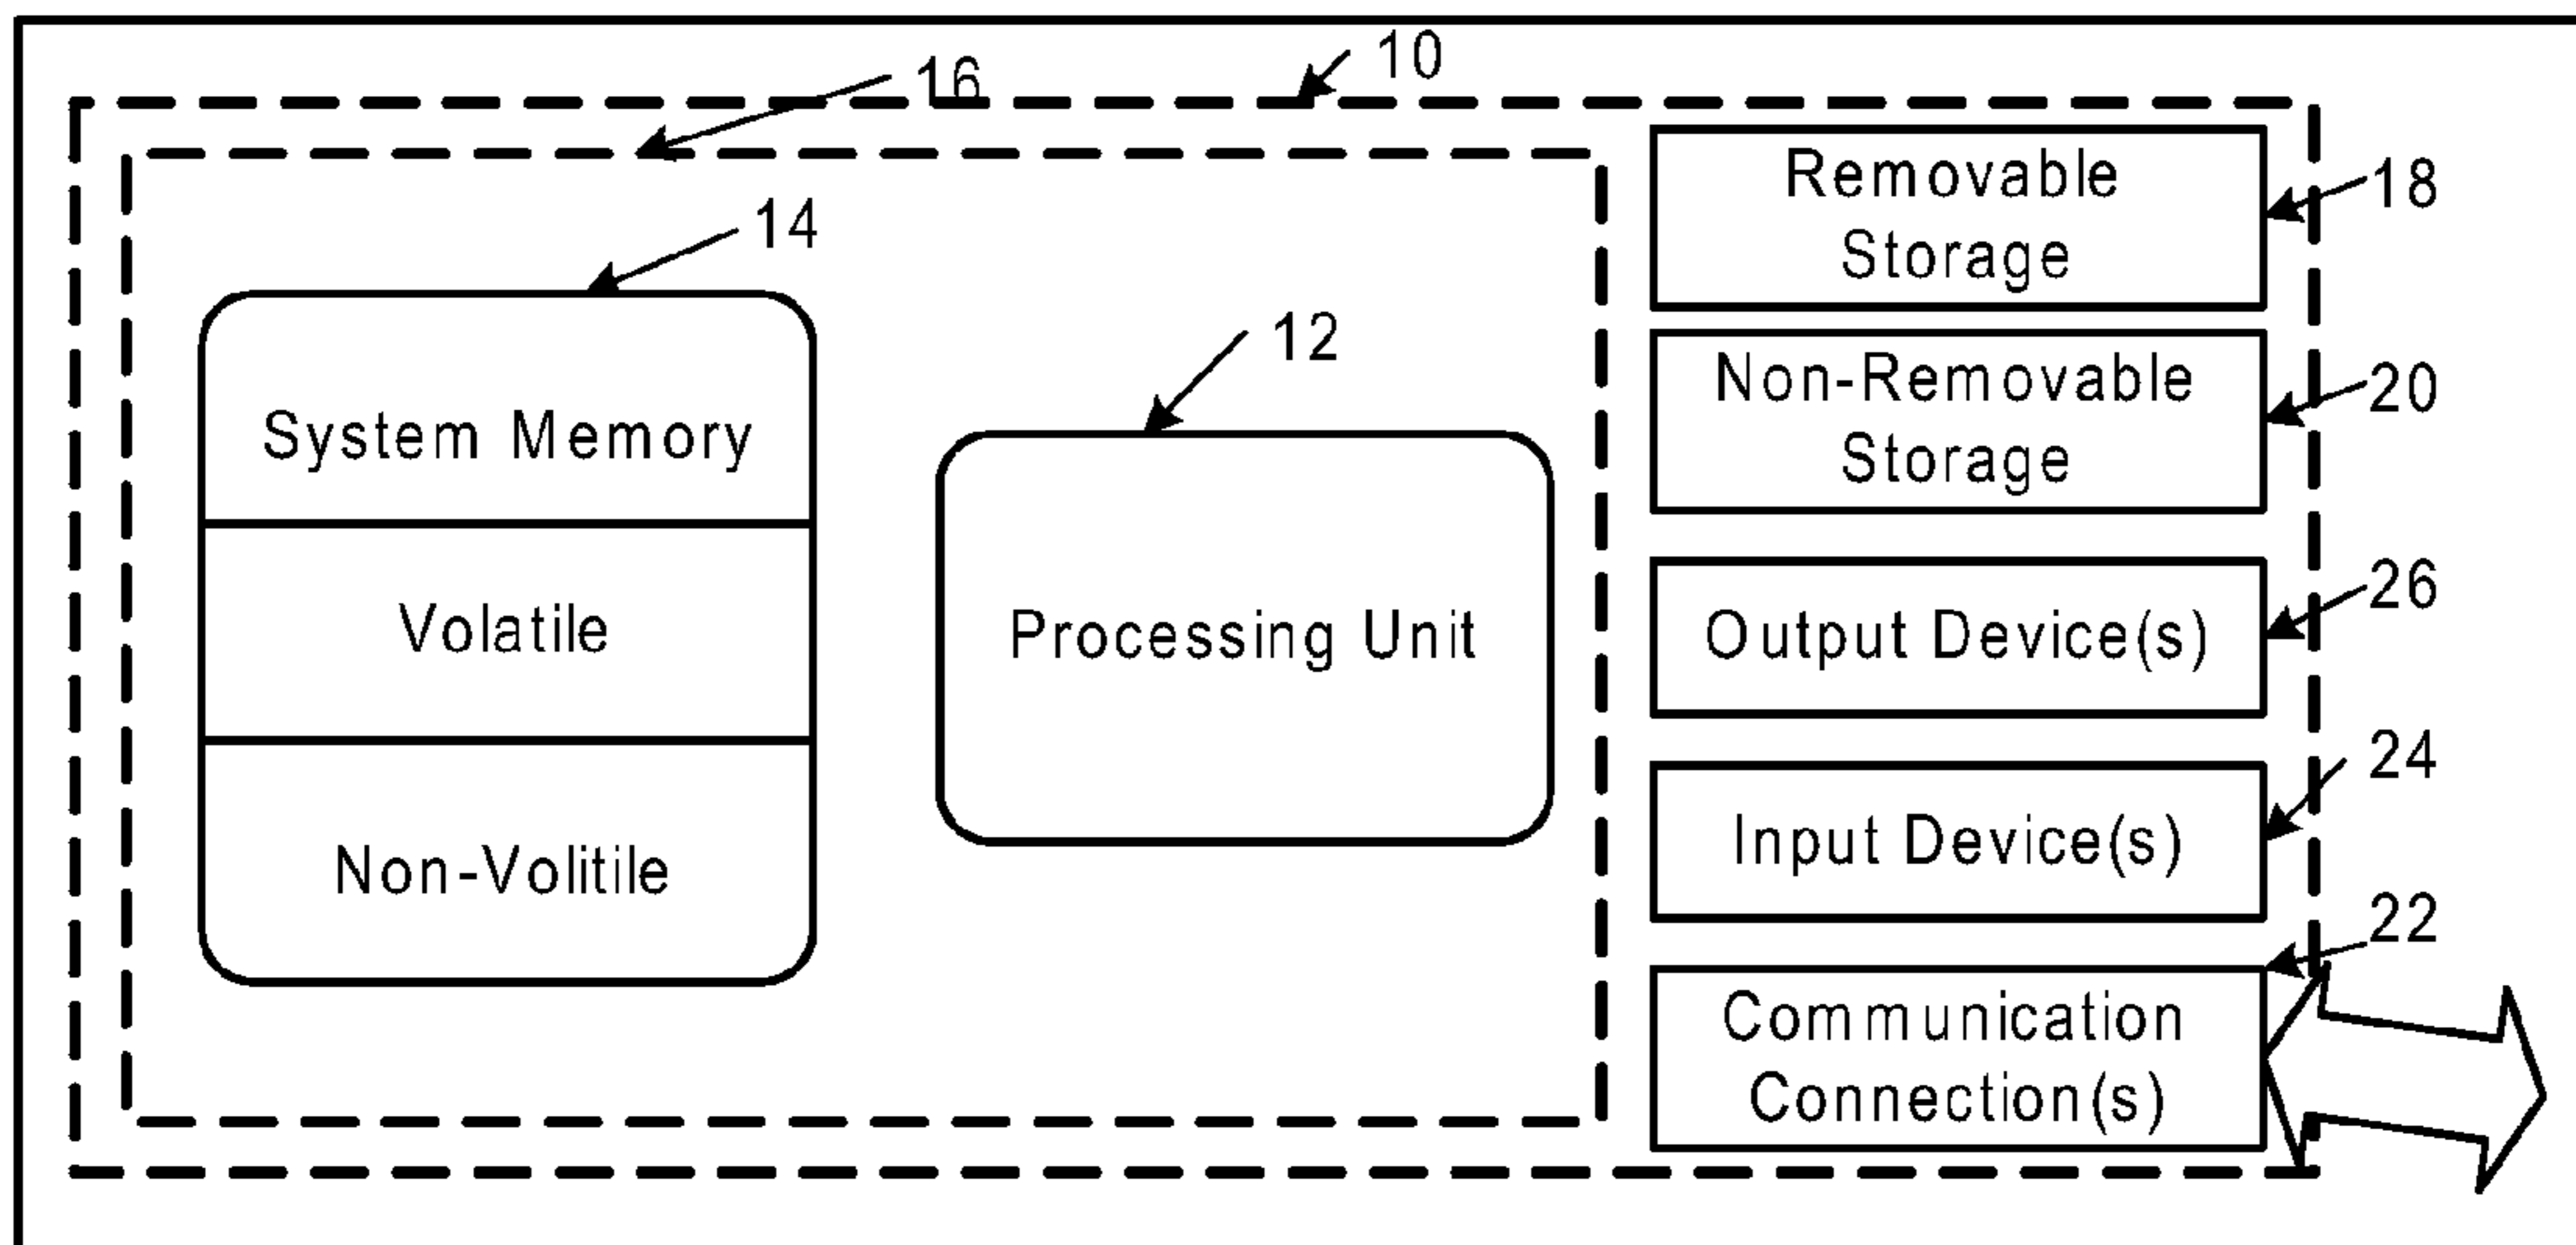 10
16
14
12
System Memory
Volatile
Non-Volitile
Processing Unit
Removable
Storage
18
Non-Removable
Storage
20
Output Device(s)
26
Input Device(s)
24
Communication
Connection(s)
22